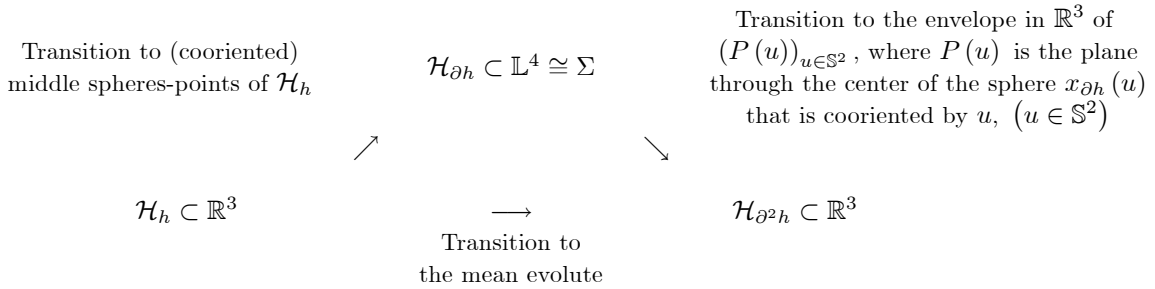 Transition to (cooriented)
middle spheres-points of $\mathcal{H}_h$
$\mathcal{H}_{\partial h} \subset \mathbb{L}^4 \cong \Sigma$
Transition to the envelope in $\mathbb{R}^3$ of
$(P(u))_{u \in \mathbb{S}^2}$, where $P(u)$ is the plane
through the center of the sphere $x_{\partial h}(u)$
that is cooriented by $u$, $(u \in \mathbb{S}^2)$
↗ ↘
$\mathcal{H}_h \subset \mathbb{R}^3$ ⟶ $\mathcal{H}_{\partial^2 h} \subset \mathbb{R}^3$
Transition to
the mean evolute